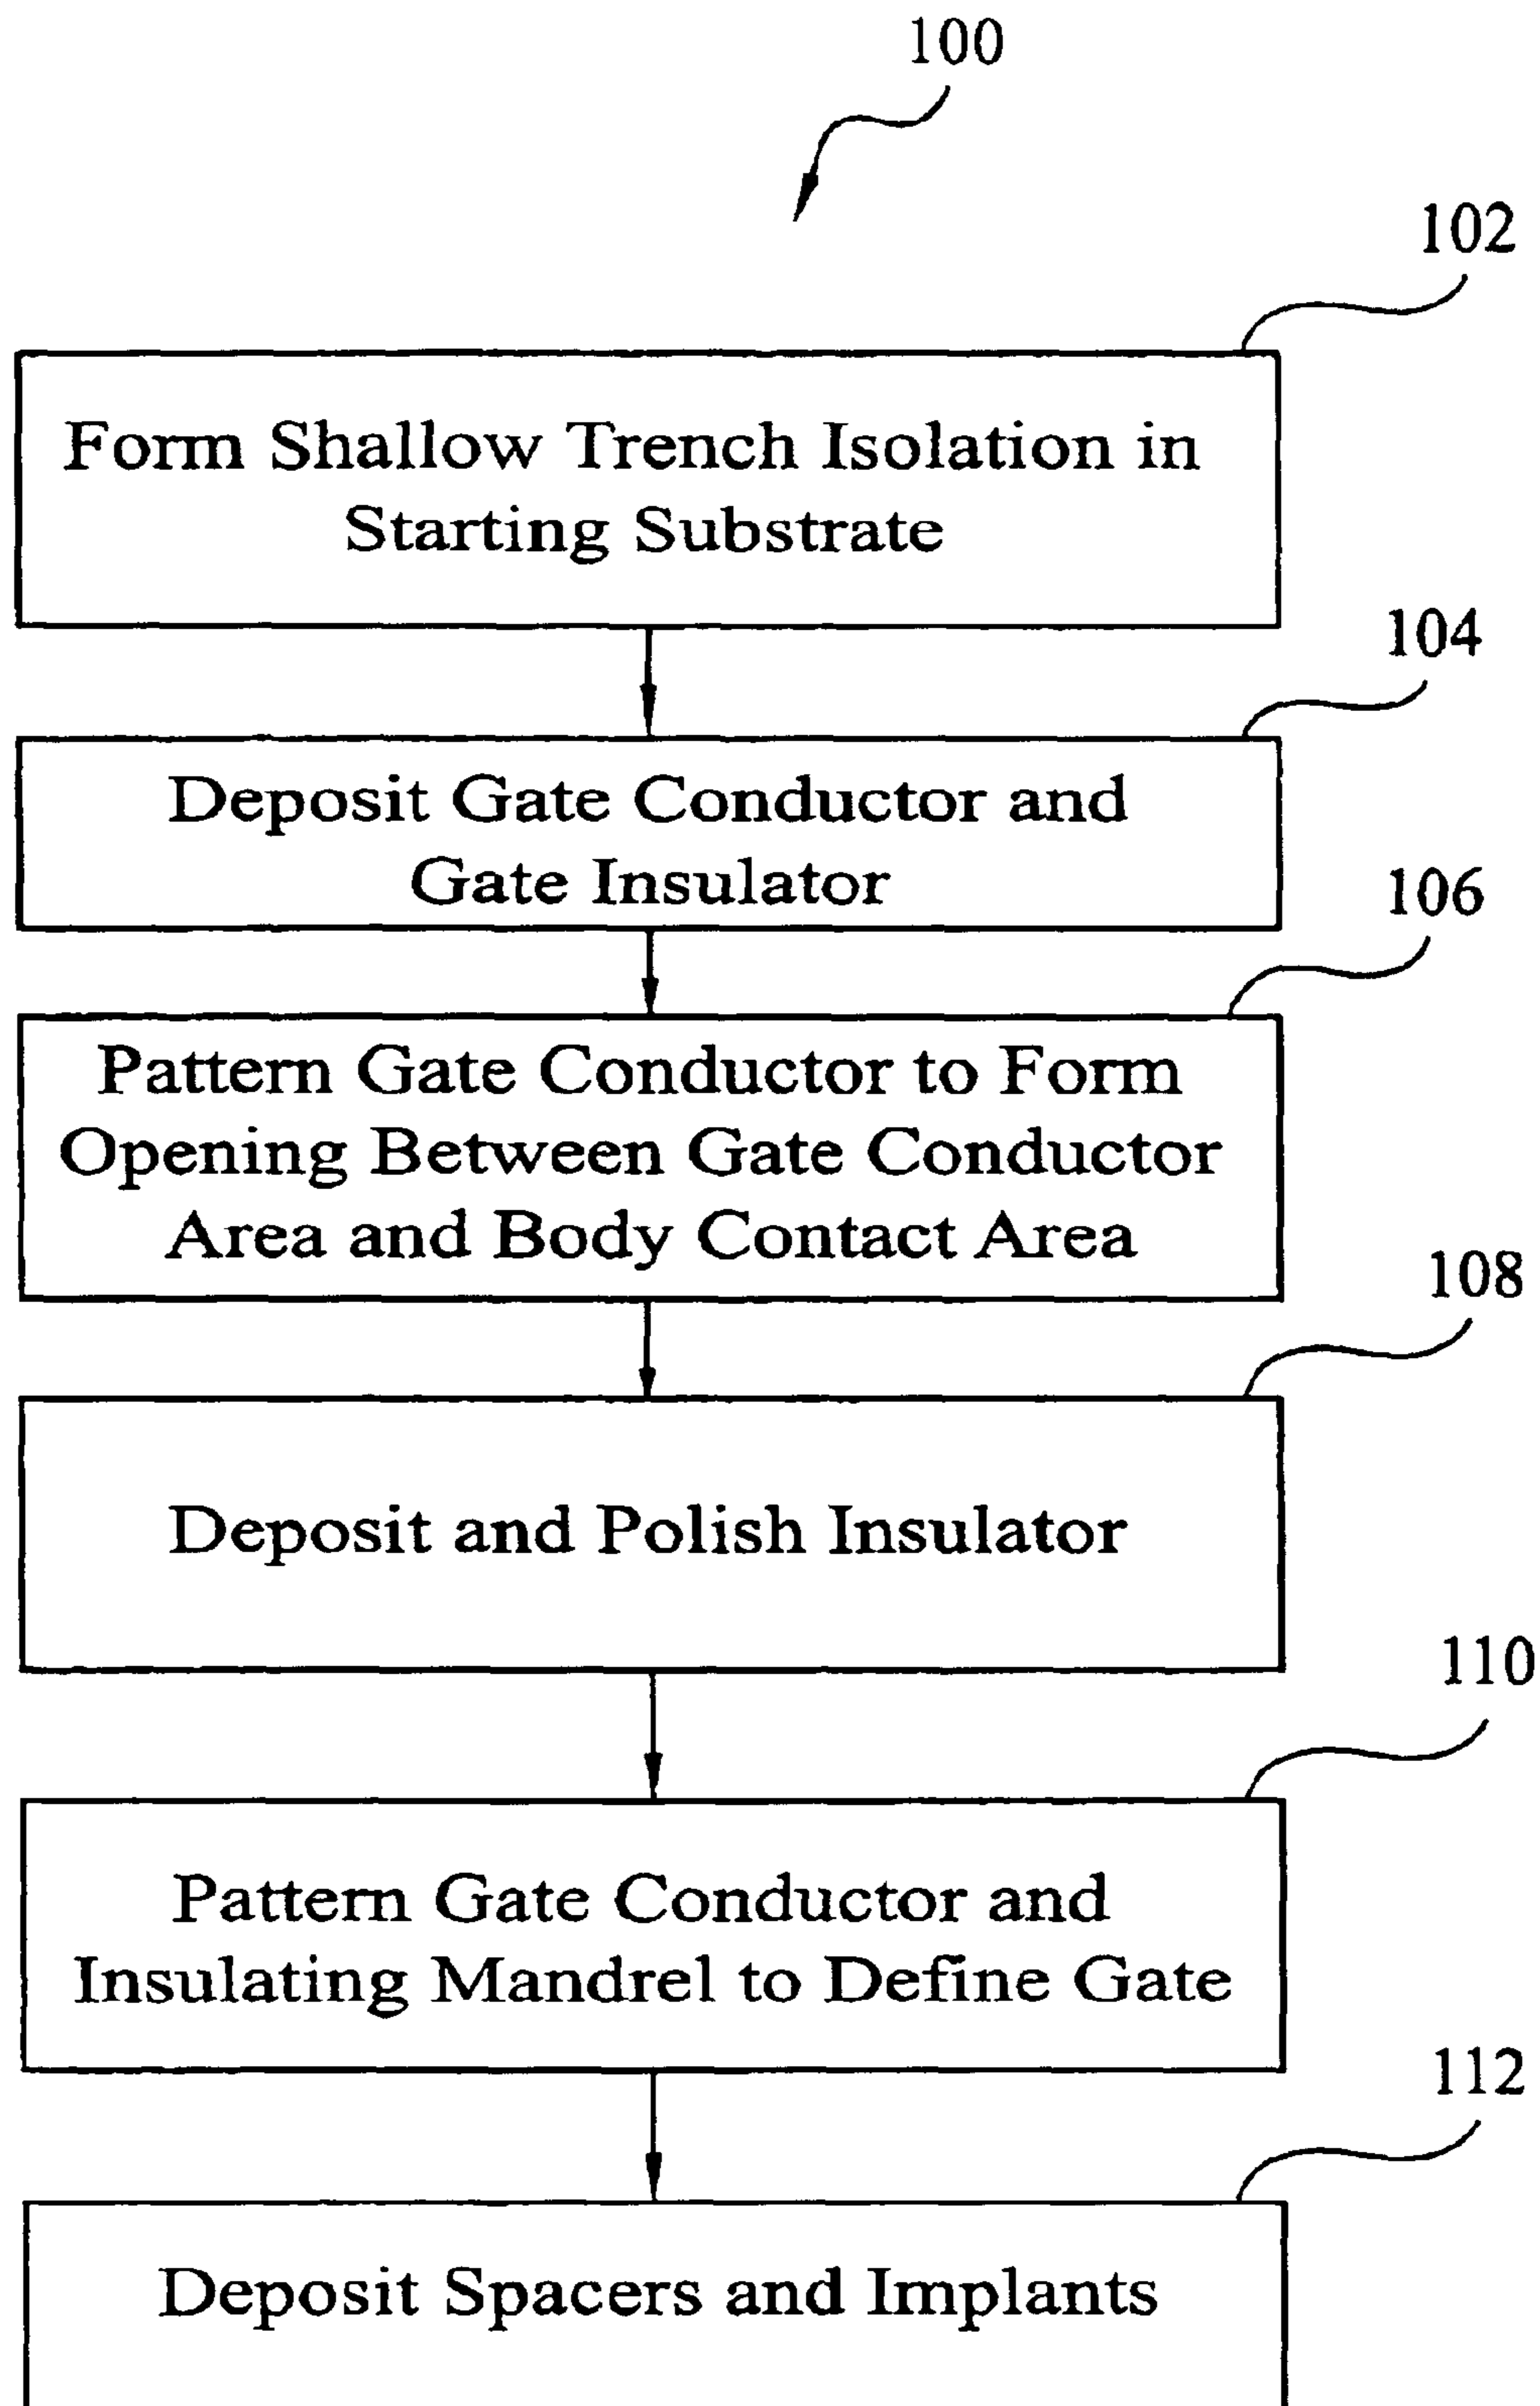 100
102
Form Shallow Trench Isolation in
Starting Substrate
104
Deposit Gate Conductor and
Gate Insulator
106
Pattern Gate Conductor to Form
Opening Between Gate Conductor
Area and Body Contact Area
108
Deposit and Polish Insulator
110
Pattern Gate Conductor and
Insulating Mandrel to Define Gate
112
Deposit Spacers and Implants